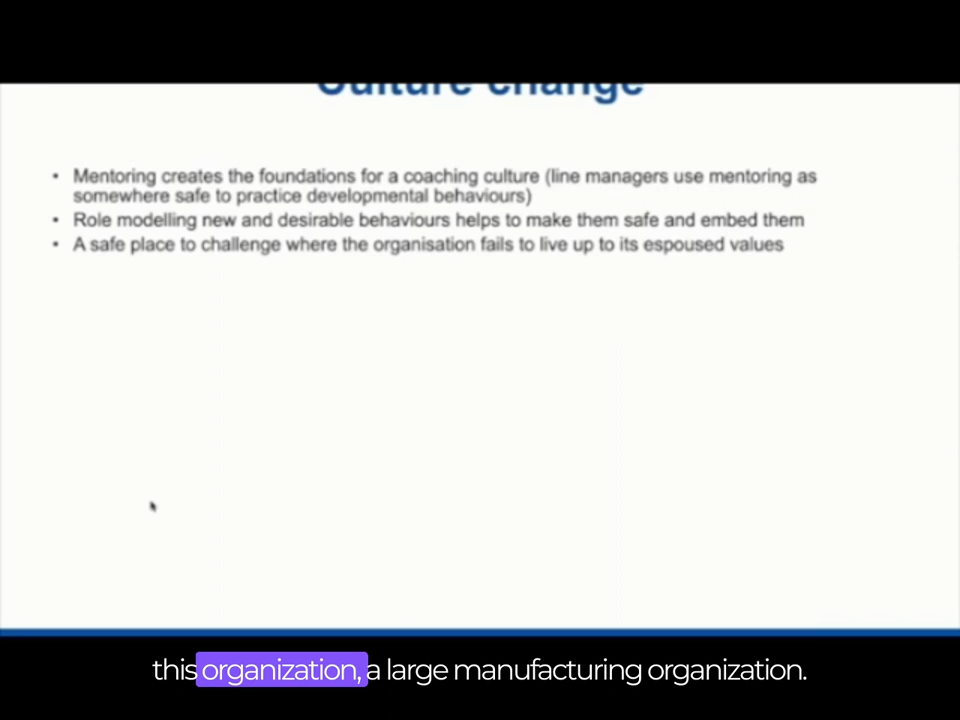 Culture change
• Mentoring creates the foundations for a coaching culture (line managers use mentoring as
somewhere safe to practice developmental behaviours)
• Role modelling new and desirable behaviours helps to make them safe and embed them
• A safe place to challenge where the organisation fails to live up to its espoused values
this organization, a large manufacturing organization.